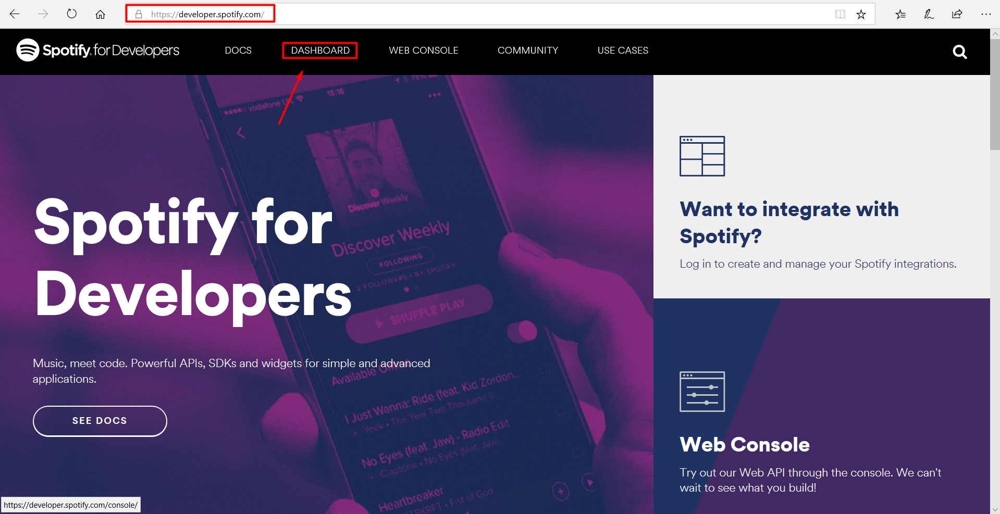 https://developer.spotify.com/
Spotify for Developers
DOCS
DASHBOARD
WEB CONSOLE
COMMUNITY
USE CASES
vodafone UK
15:16
78%
Discover Weekly
Discover Weekly
FOLLOWING
2 FOLLOWERS • BY SPOTIFY
SHUFFLE PLAY
Spotify for
Developers
Music, meet code. Powerful APIs, SDKs and widgets for simple and advanced
applications.
SEE DOCS
Available
I Just Wanna: Ride (feat. Kid Zordon...
Yeek • The Year Two Thousand &
No Eyes (feat. Jaw) - Radio Edit
Claptone • No Eyes (feat. Jaw)
Heartbreaker
• Fist of God
Want to integrate with
Spotify?
Log in to create and manage your Spotify integrations.
Web Console
Try out our Web API through the console. We can't
wait to see what you build!
https://developer.spotify.com/console/